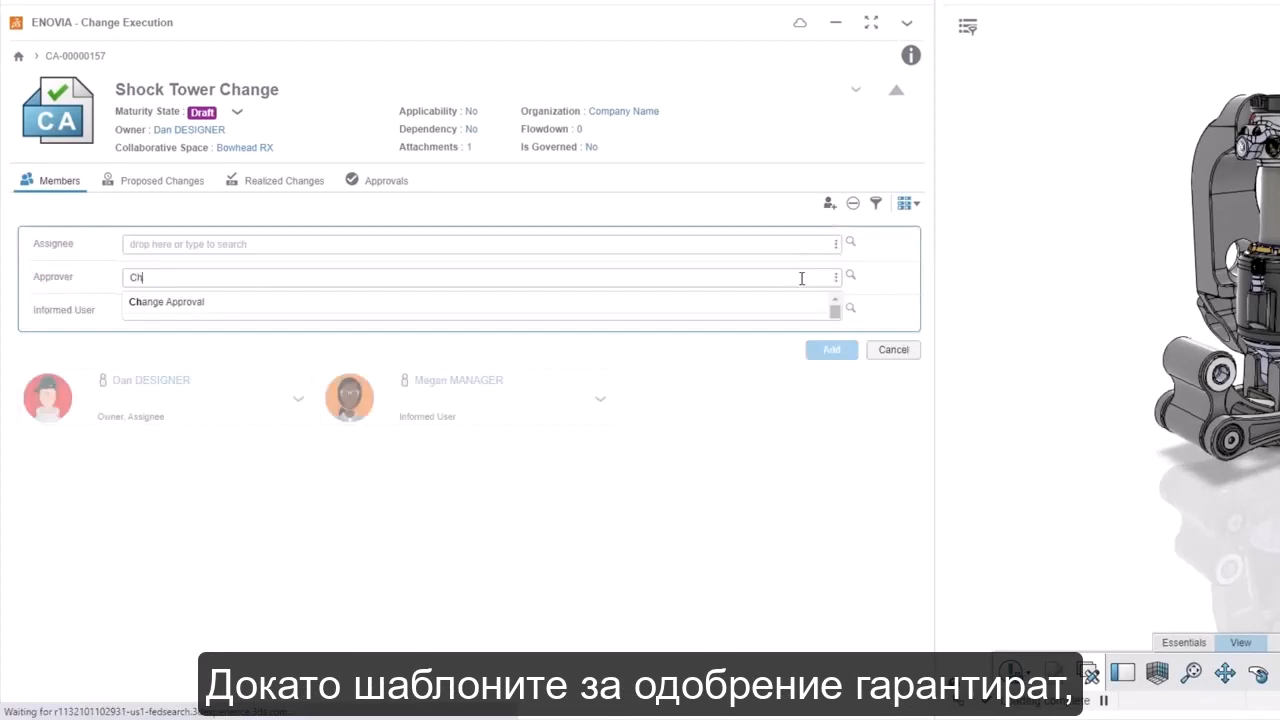 ENOVIA - Change Execution
CA-00000157
Shock Tower Change
CA
Maturity State : Draft
Owner : Dan DESIGNER
Collaborative Space : Bowhead RX
Applicability : No
Dependency : No
Attachments : 1
Organization : Company Name
Flowdown : 0
Is Governed : No
Members
Proposed Changes
Realized Changes
Approvals
Assignee
drop here or type to search
Approver
Ch
Change Approval
Informed User
Add
Cancel
Dan DESIGNER
Owner, Assignee
Megan MANAGER
Informed User
Essentials
View
Докато шаблоните за одобрение гарантират,